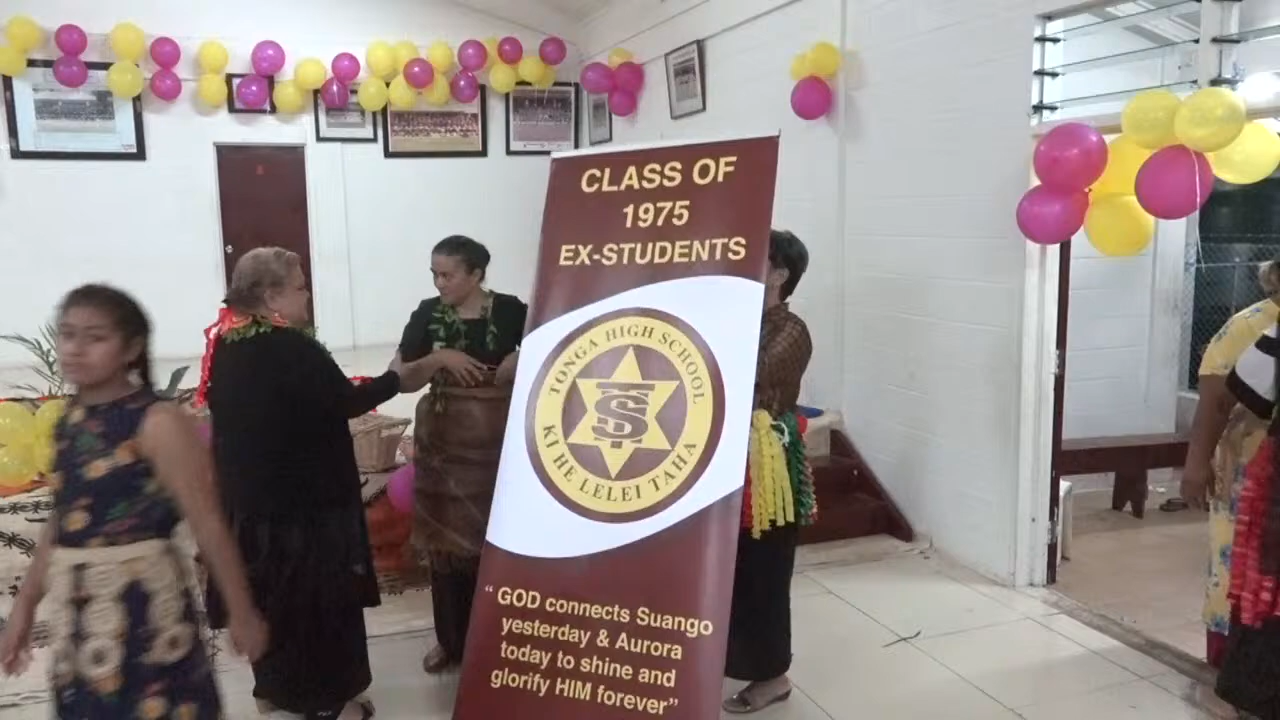 CLASS OF
1975
EX-STUDENTS
TONGA HIGH SCHOOL
THS
KI HE LELEI TAHA
“GOD connects Suango
yesterday & Aurora
today to shine and
glorify HIM forever”